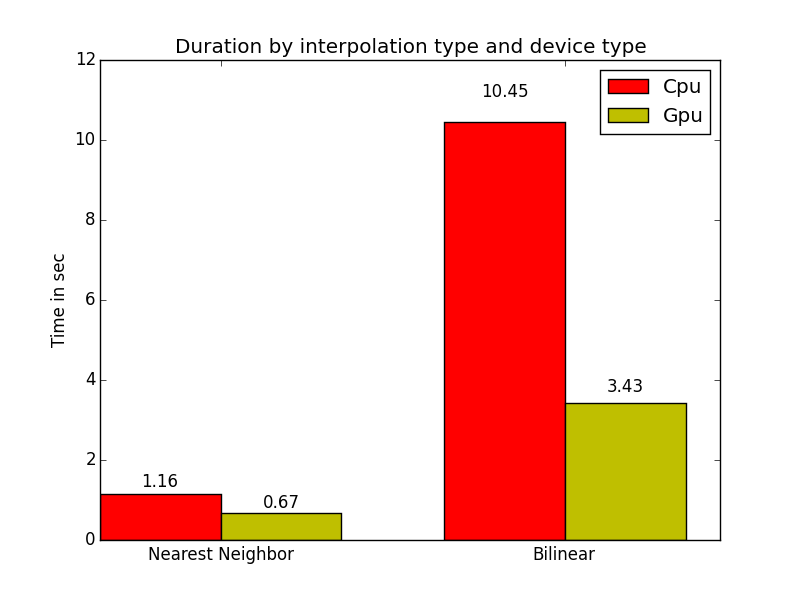 Duration by interpolation type and device type
12
10
8
6
4
2
0
Time in sec
Cpu
Gpu
10.45
3.43
1.16
0.67
Nearest Neighbor
Bilinear